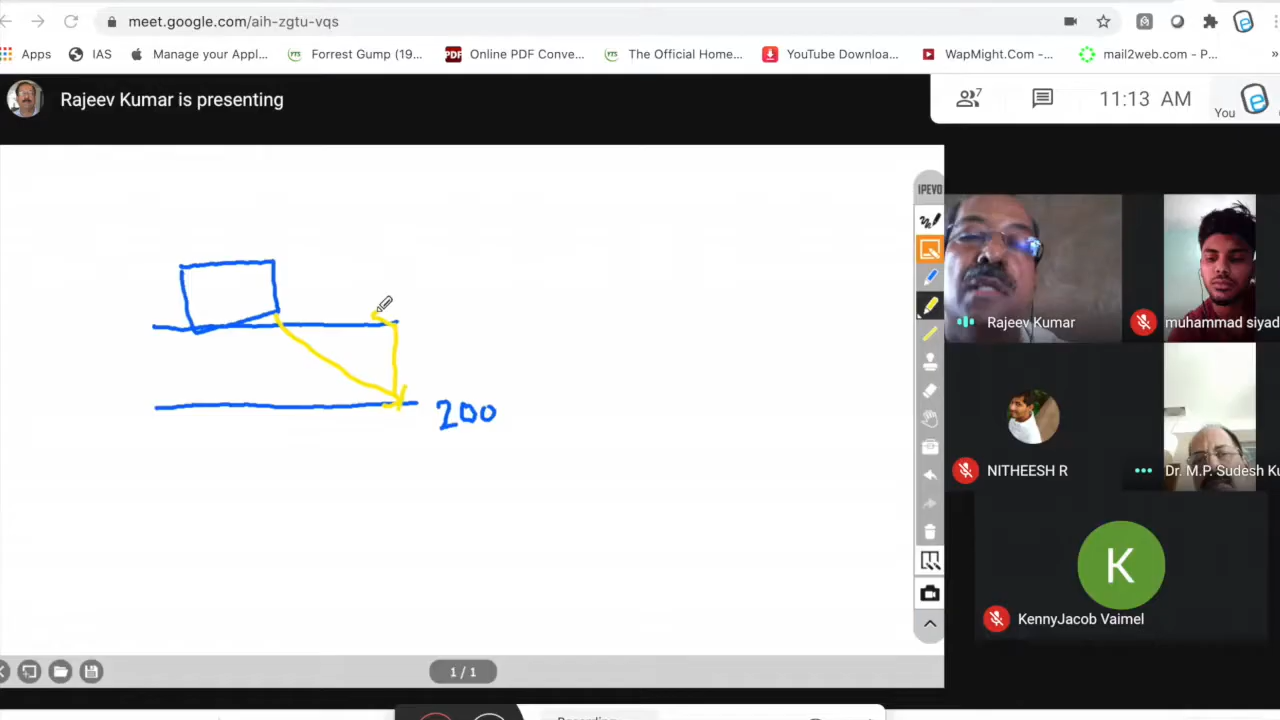 meet.google.com/aih-zgtu-vqs
Apps IAS Manage your Appl... Forrest Gump (19... PDF Online PDF Conve... The Official Home... YouTube Downloa... WapMight.Com -... mail2web.com - P... »
Rajeev Kumar is presenting
7 11:13 AM
You
IPEVO
200
Rajeev Kumar
muhammad siyad
NITHEESH R
Dr. M.P. Sudesh Ku
K
KennyJacob Vaimel
1 / 1